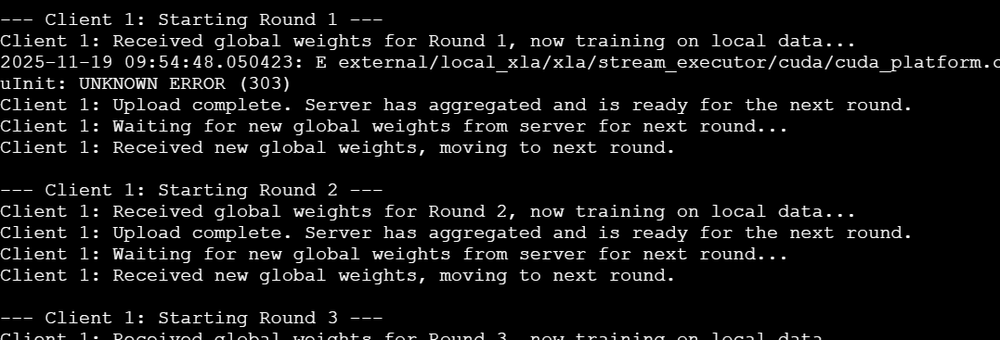 --- Client 1: Starting Round 1 ---
Client 1: Received global weights for Round 1, now training on local data...
2025-11-19 09:54:48.050423: E external/local_xla/xla/stream_executor/cuda/cuda_platform.c
uInit: UNKNOWN ERROR (303)
Client 1: Upload complete. Server has aggregated and is ready for the next round.
Client 1: Waiting for new global weights from server for next round...
Client 1: Received new global weights, moving to next round.
--- Client 1: Starting Round 2 ---
Client 1: Received global weights for Round 2, now training on local data...
Client 1: Upload complete. Server has aggregated and is ready for the next round.
Client 1: Waiting for new global weights from server for next round...
Client 1: Received new global weights, moving to next round.
--- Client 1: Starting Round 3 ---
Client 1: Received global weights for Round 3, now training on local data